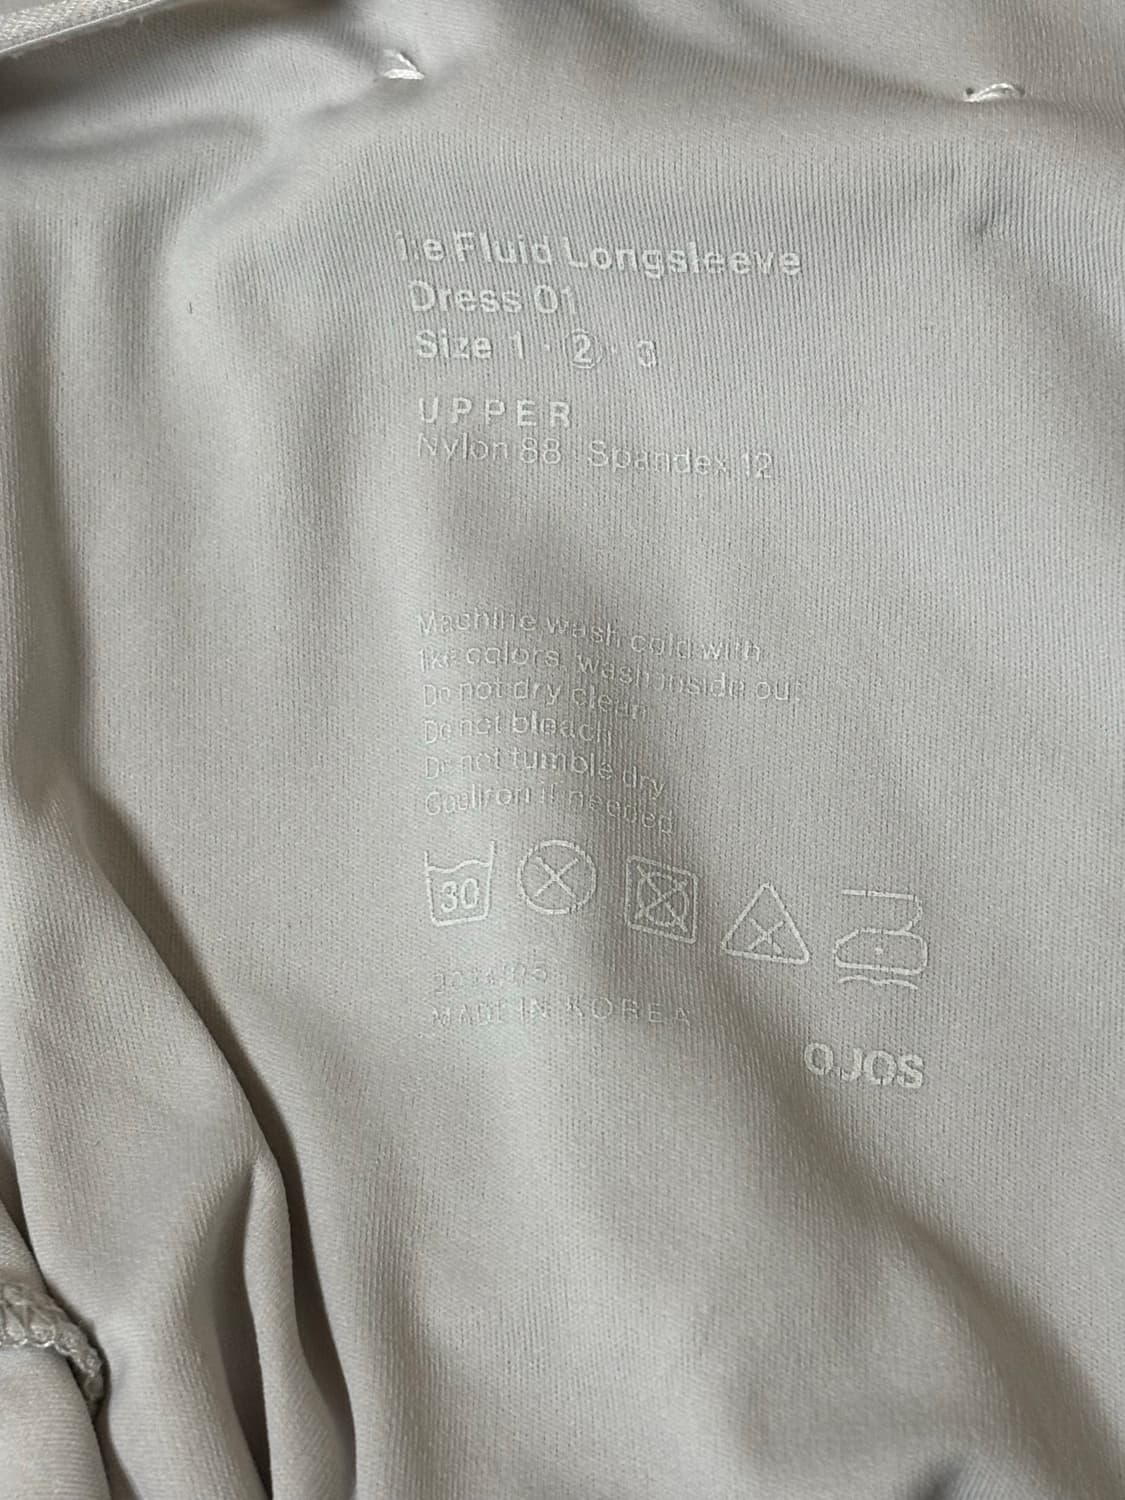 Fluid Longsleeve
Dress 01
Size 1 · 2 · 3
UPPER
Nylon 88 Spandex 12
Machine wash cold with
like colors, wash inside out
Do not dry clean
Do not bleach
Do not tumble dry
Cool iron if needed
30
MADE IN KOREA
OJOS